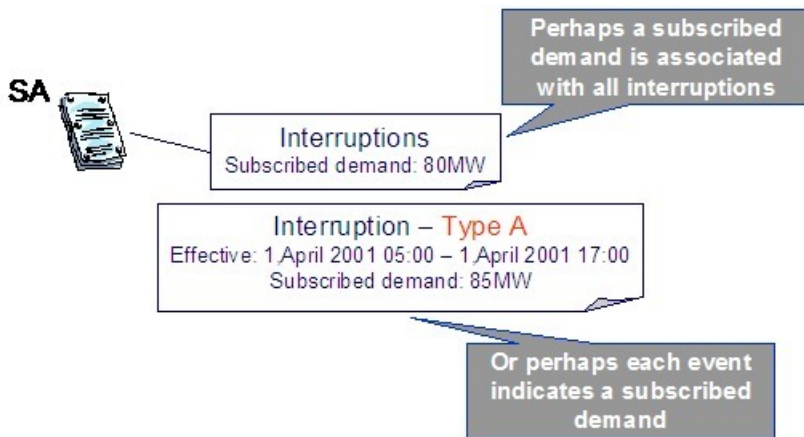 Perhaps a subscribed
demand is associated
with all interruptions
SA
Interruptions
Subscribed demand: 80MW
Interruption – Type A
Effective: 1,April 2001 05:00 – 1,April 2001 17:00
Subscribed demand: 85MW
Or perhaps each event
indicates a subscribed
demand